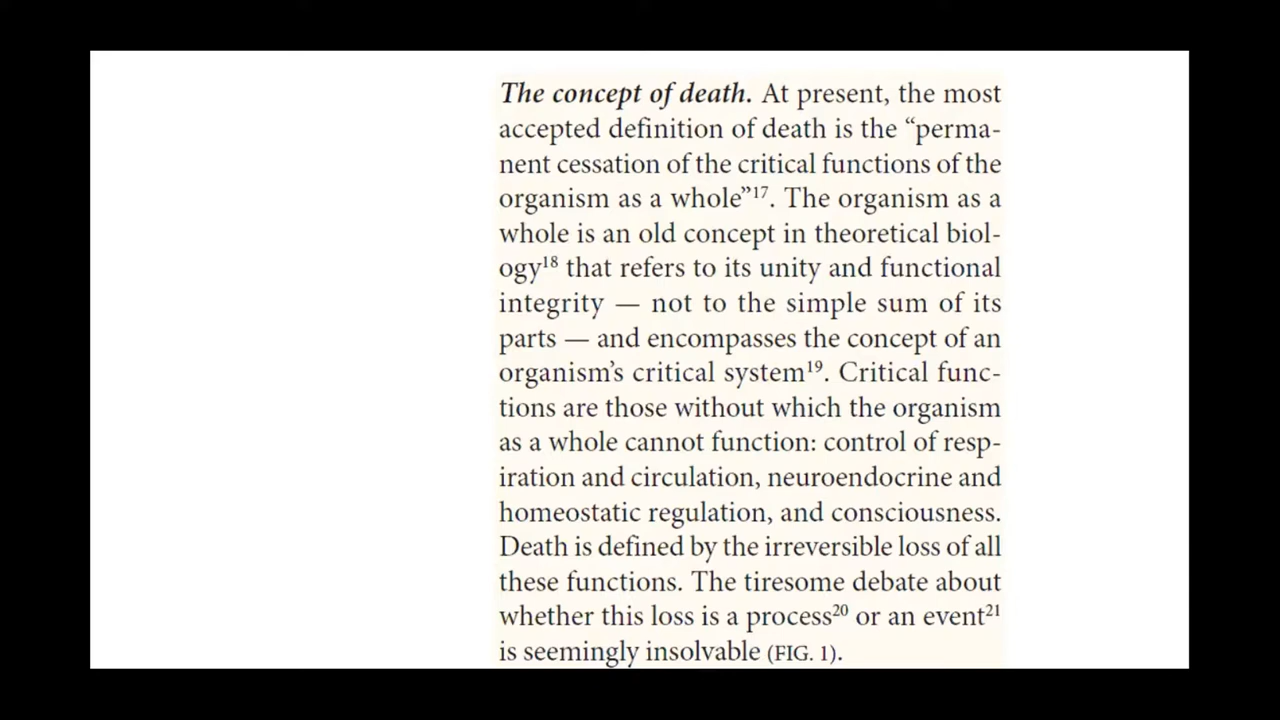 The concept of death. At present, the most
accepted definition of death is the “perma-
nent cessation of the critical functions of the
organism as a whole”¹⁷. The organism as a
whole is an old concept in theoretical biol-
ogy¹⁸ that refers to its unity and functional
integrity — not to the simple sum of its
parts — and encompasses the concept of an
organism’s critical system¹⁹. Critical func-
tions are those without which the organism
as a whole cannot function: control of resp-
iration and circulation, neuroendocrine and
homeostatic regulation, and consciousness.
Death is defined by the irreversible loss of all
these functions. The tiresome debate about
whether this loss is a process²⁰ or an event²¹
is seemingly insolvable (FIG. 1).